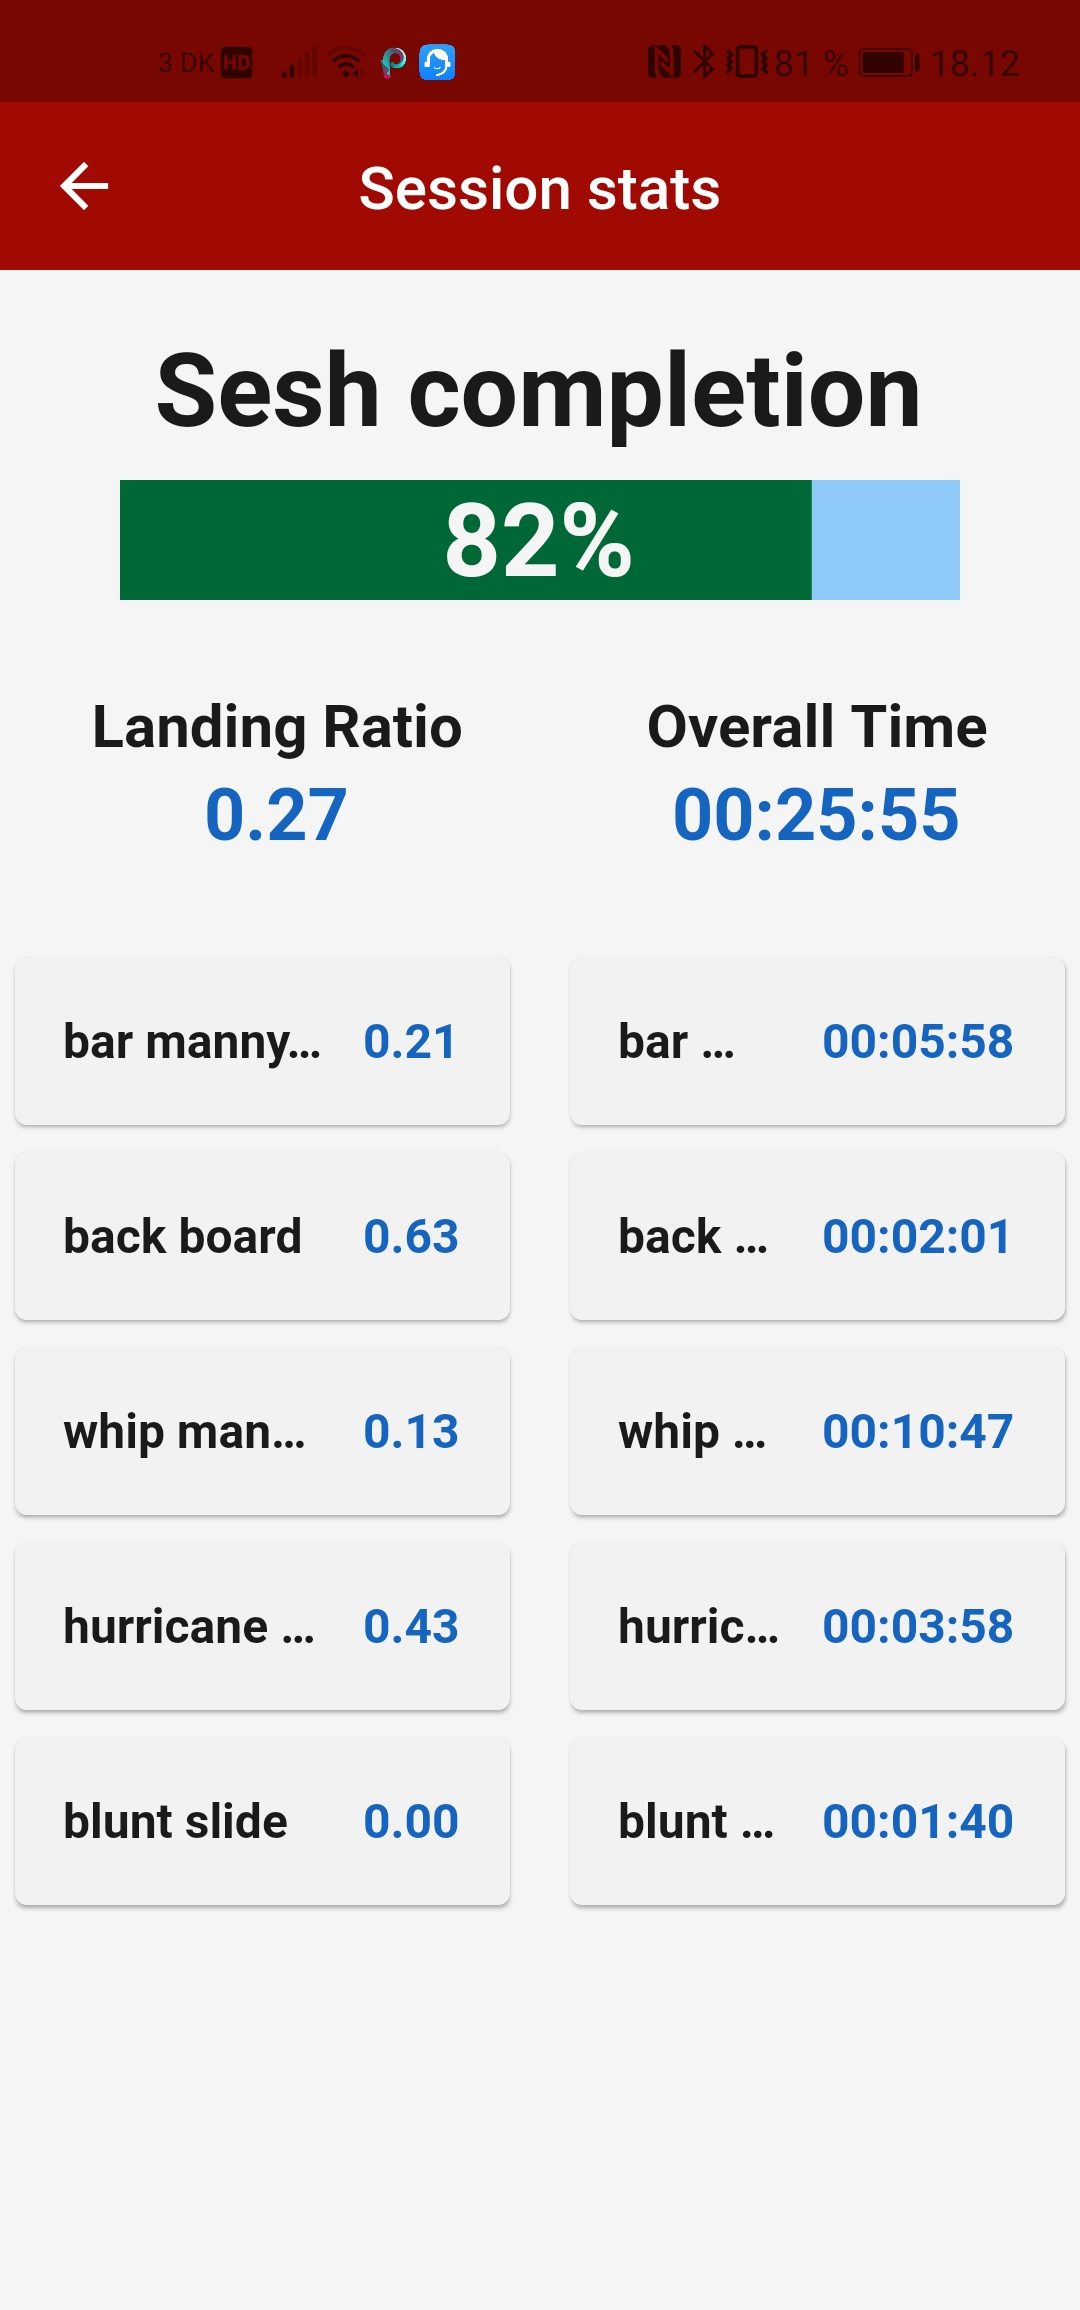 3 DK HD 81 % 18.12
Session stats
Sesh completion
82%
Landing Ratio Overall Time
0.27 00:25:55
bar manny... 0.21 bar ... 00:05:58
back board 0.63 back ... 00:02:01
whip man... 0.13 whip ... 00:10:47
hurricane ... 0.43 hurric... 00:03:58
blunt slide 0.00 blunt ... 00:01:40